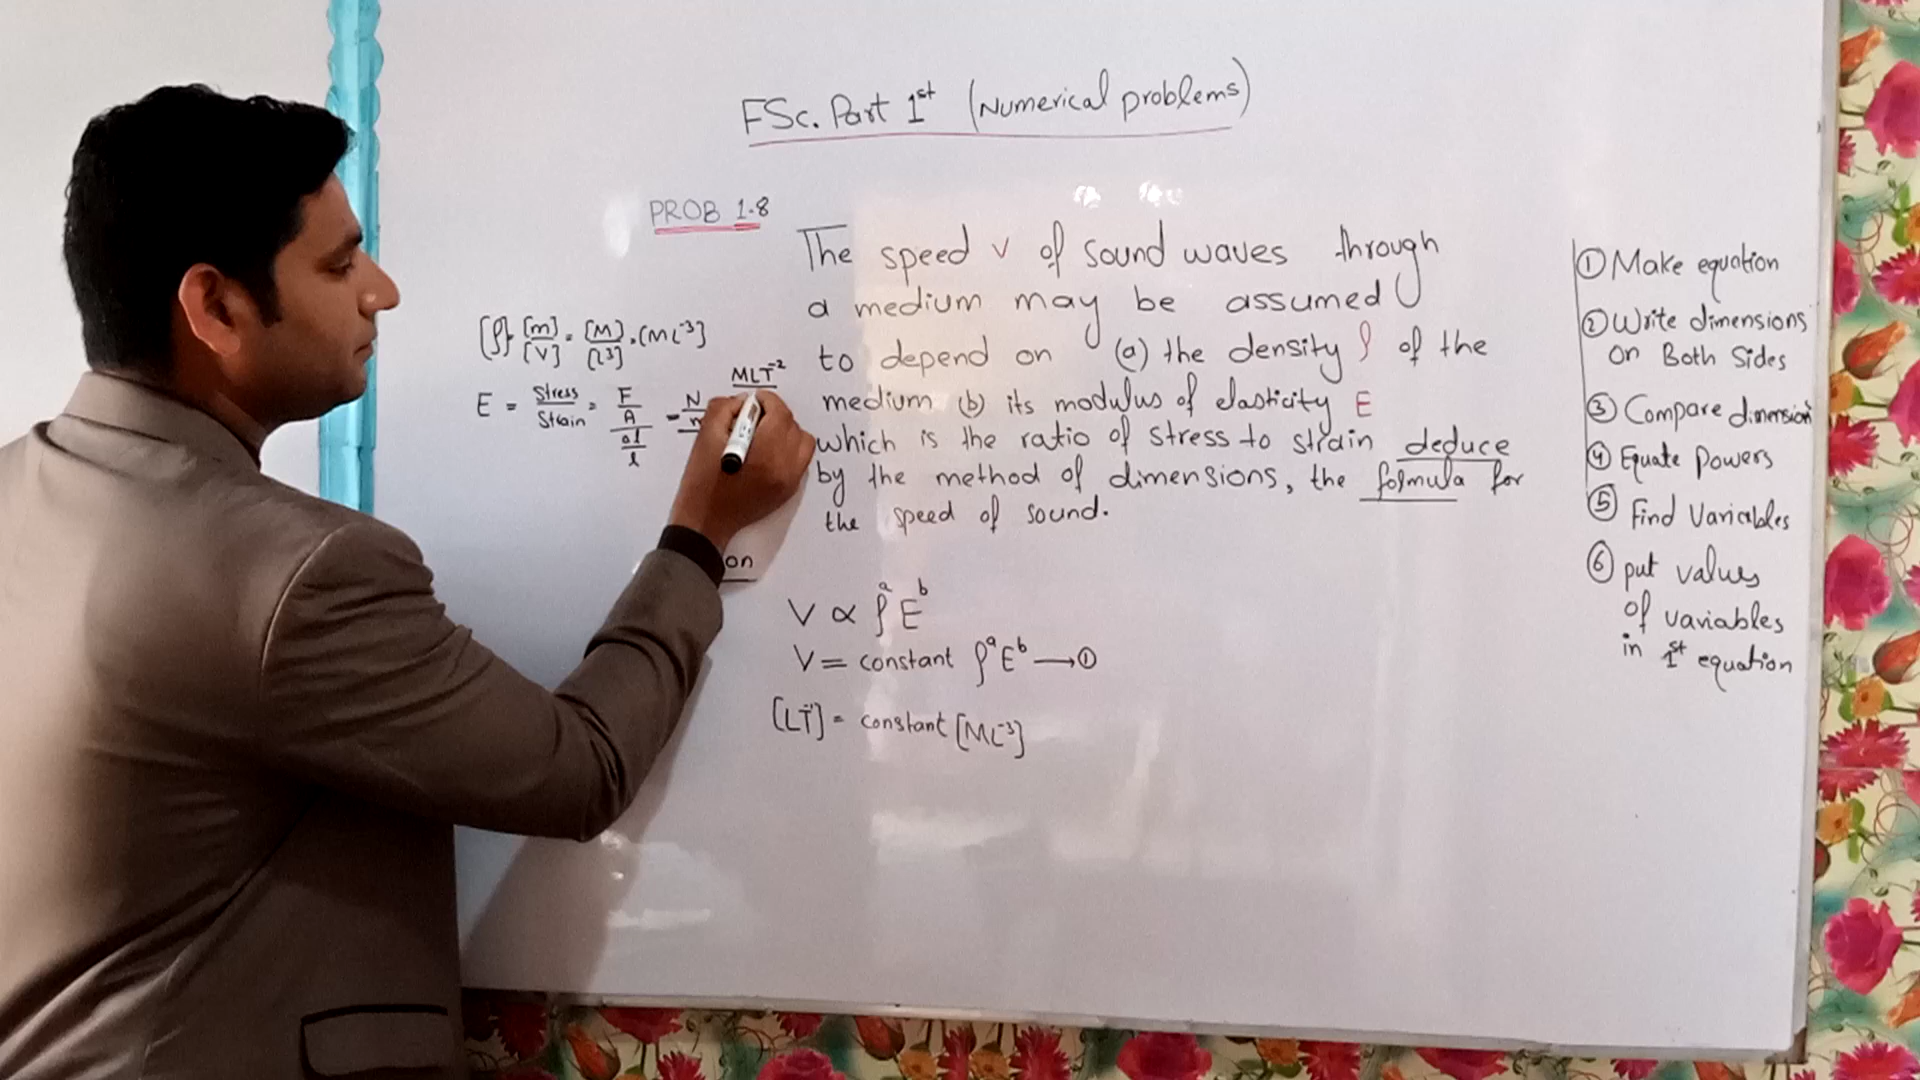 FSc. Part 1st (Numerical problems)
PROB 1.8
The speed v of sound waves through
a medium may be assumed
to depend on (a) the density ρ of the
medium (b) its modulus of elasticity E
which is the ratio of stress to strain deduce
by the method of dimensions, the formula for
the speed of sound.
[ρ] = [m]/[V] = [M]/[L³] = [ML⁻³]
E = Stress/Strain = F/A / Δl/l = N MLT⁻²
on
V ∝ ρᵃ Eᵇ
V = constant ρᵃ Eᵇ → ①
[LT⁻¹] = constant [ML⁻³]
① Make equation
② Write dimensions
on Both Sides
③ Compare dimension
④ Equate Powers
⑤ Find Variables
⑥ put values
of variables
in 1st equation